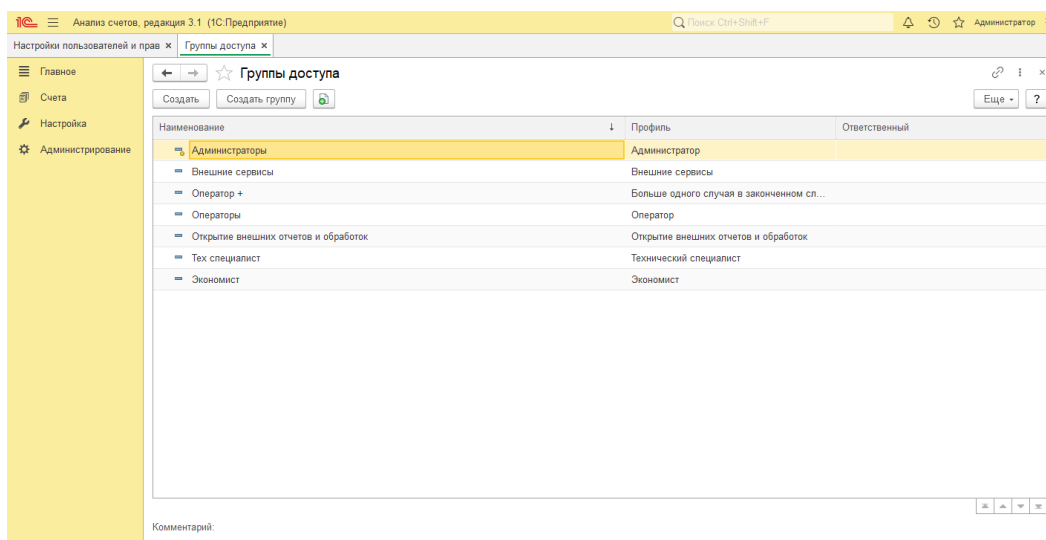 1С Анализ счетов, редакция 3.1 (1С:Предприятие) Поиск Ctrl+Shift+F Администратор
Настройки пользователей и прав × Группы доступа ×
Главное
Счета
Настройка
Администрирование
Группы доступа
Создать Создать группу Еще ?
Наименование ↓ Профиль Ответственный
Администраторы Администратор
Внешние сервисы Внешние сервисы
Оператор + Больше одного случая в законченном сл...
Операторы Оператор
Открытие внешних отчетов и обработок Открытие внешних отчетов и обработок
Тех специалист Технический специалист
Экономист Экономист
Комментарий: